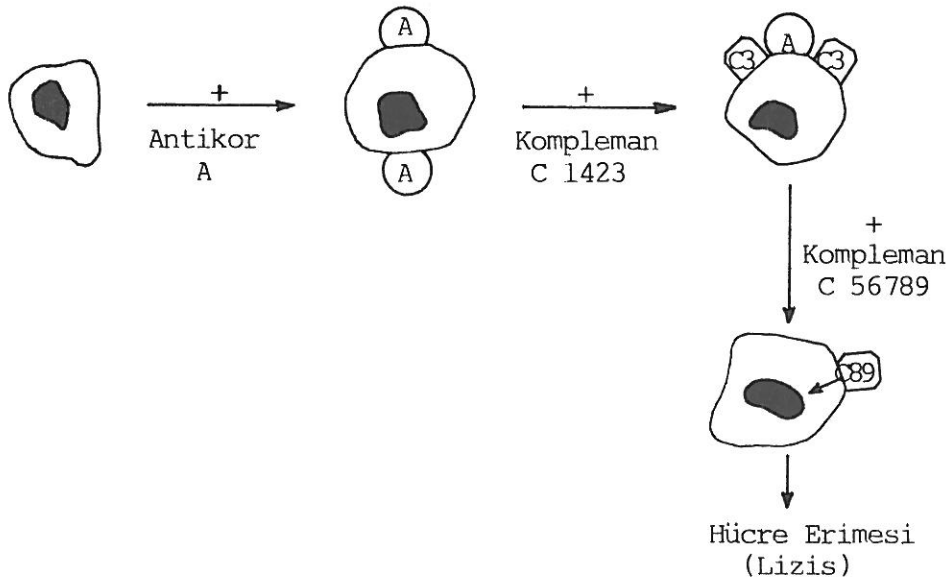 A
A
+
Antikor
A
+
Kompleman
C 1423
A
C3
C3
+
Kompleman
C 56789
C89
Hücre Erimesi
(Lizis)